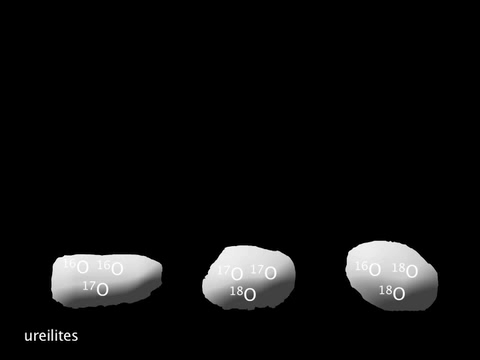 ¹⁶O ¹⁶O
¹⁷O
¹⁷O ¹⁷O
¹⁸O
¹⁶O ¹⁸O
¹⁸O
ureilites